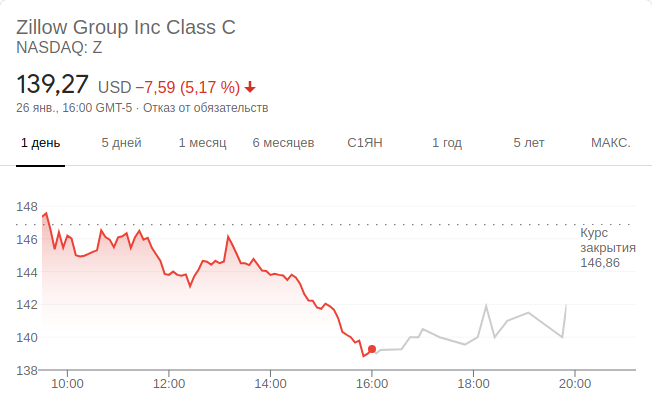 Zillow Group Inc Class C
NASDAQ: Z
139,27 USD −7,59 (5,17 %)
26 янв., 16:00 GMT-5 · Отказ от обязательств
1 день 5 дней 1 месяц 6 месяцев С1ЯН 1 год 5 лет МАКС.
148
146
144
142
140
138
Курс
закрытия
146,86
10:00 12:00 14:00 16:00 18:00 20:00